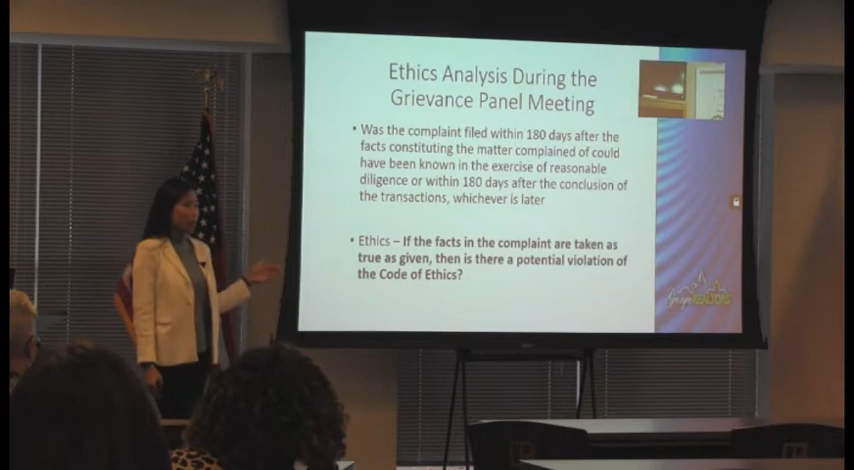 Ethics Analysis During the
Grievance Panel Meeting
• Was the complaint filed within 180 days after the
facts constituting the matter complained of could
have been known in the exercise of reasonable
diligence or within 180 days after the conclusion of
the transactions, whichever is later
• Ethics – If the facts in the complaint are taken as
true as given, then is there a potential violation of
the Code of Ethics?
REALTORS